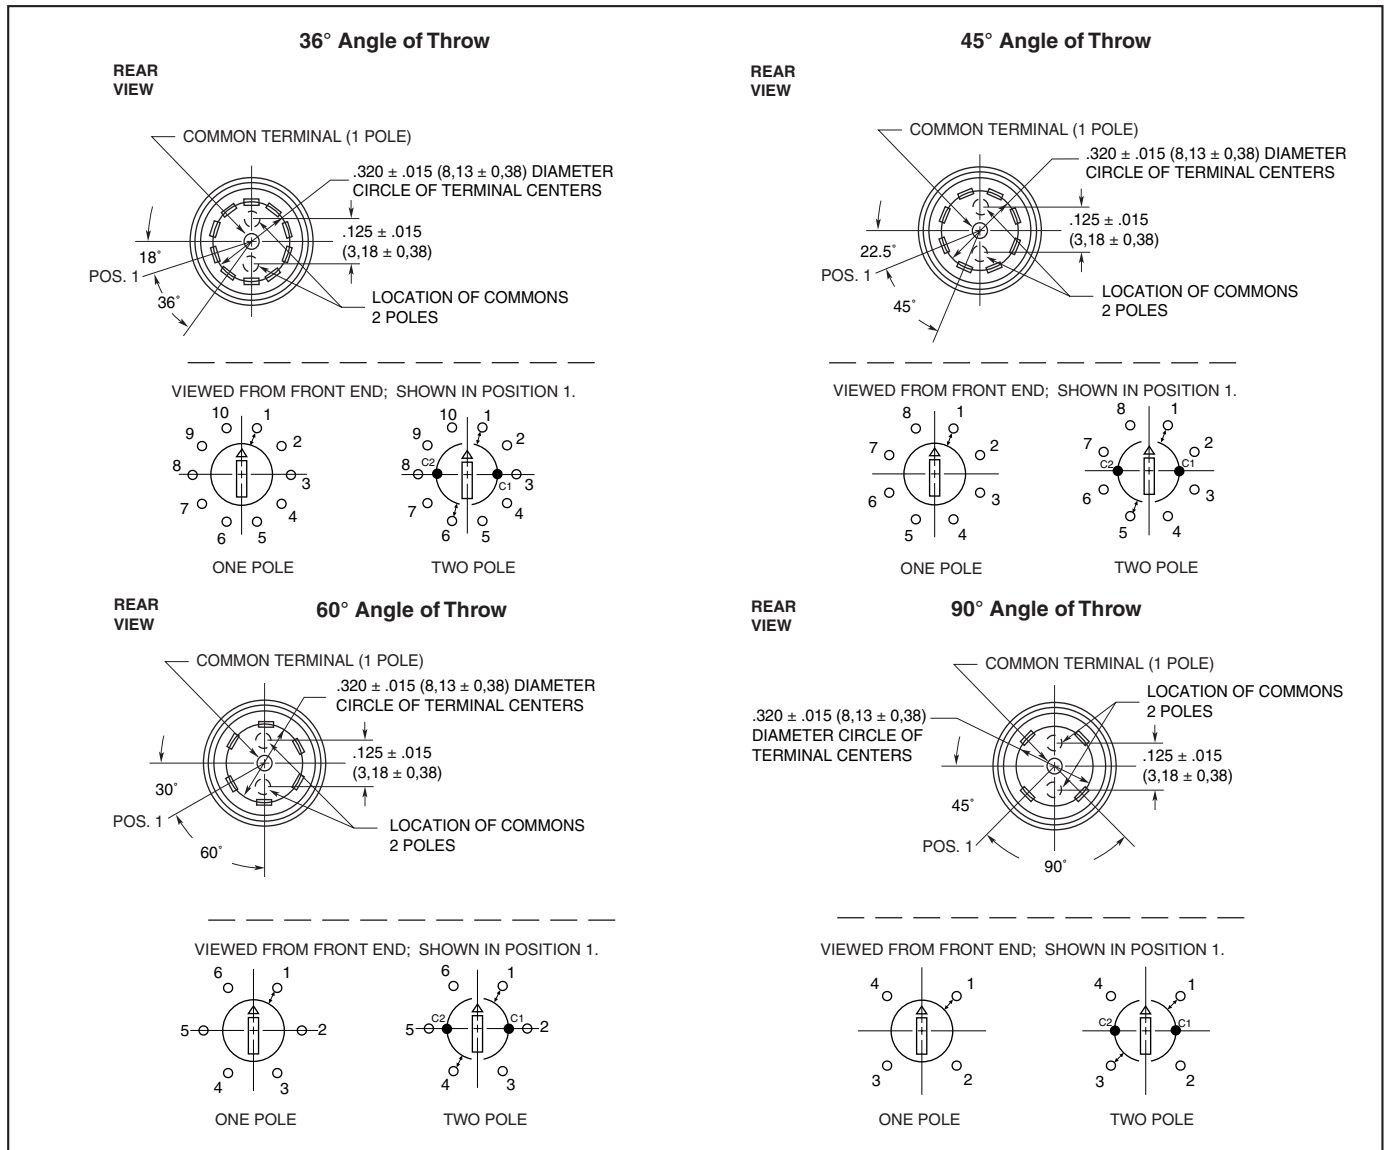 36° Angle of Throw
REAR
VIEW
COMMON TERMINAL (1 POLE)
.320 ± .015 (8,13 ± 0,38) DIAMETER
CIRCLE OF TERMINAL CENTERS
.125 ± .015
(3,18 ± 0,38)
18°
POS. 1
36°
LOCATION OF COMMONS
2 POLES
VIEWED FROM FRONT END; SHOWN IN POSITION 1.
10 1
9 2
8 3
7 4
6 5
ONE POLE
10 1
9 2
C2
8 3
C1
7 4
6 5
TWO POLE
45° Angle of Throw
REAR
VIEW
COMMON TERMINAL (1 POLE)
.320 ± .015 (8,13 ± 0,38) DIAMETER
CIRCLE OF TERMINAL CENTERS
.125 ± .015
(3,18 ± 0,38)
22.5°
POS. 1
45°
LOCATION OF COMMONS
2 POLES
VIEWED FROM FRONT END; SHOWN IN POSITION 1.
8 1
7 2
6 3
5 4
ONE POLE
8 1
7 2
C2 C1
6 3
5 4
TWO POLE
60° Angle of Throw
REAR
VIEW
COMMON TERMINAL (1 POLE)
.320 ± .015 (8,13 ± 0,38) DIAMETER
CIRCLE OF TERMINAL CENTERS
.125 ± .015
(3,18 ± 0,38)
30°
POS. 1
60°
LOCATION OF COMMONS
2 POLES
VIEWED FROM FRONT END; SHOWN IN POSITION 1.
6 1
5 2
4 3
ONE POLE
6 1
C2 C1
5 2
4 3
TWO POLE
90° Angle of Throw
REAR
VIEW
COMMON TERMINAL (1 POLE)
LOCATION OF COMMONS
2 POLES
.320 ± .015 (8,13 ± 0,38)
DIAMETER CIRCLE OF
TERMINAL CENTERS
.125 ± .015
(3,18 ± 0,38)
45°
POS. 1
90°
VIEWED FROM FRONT END; SHOWN IN POSITION 1.
4 1
3 2
ONE POLE
4 1
C2 C1
3 2
TWO POLE